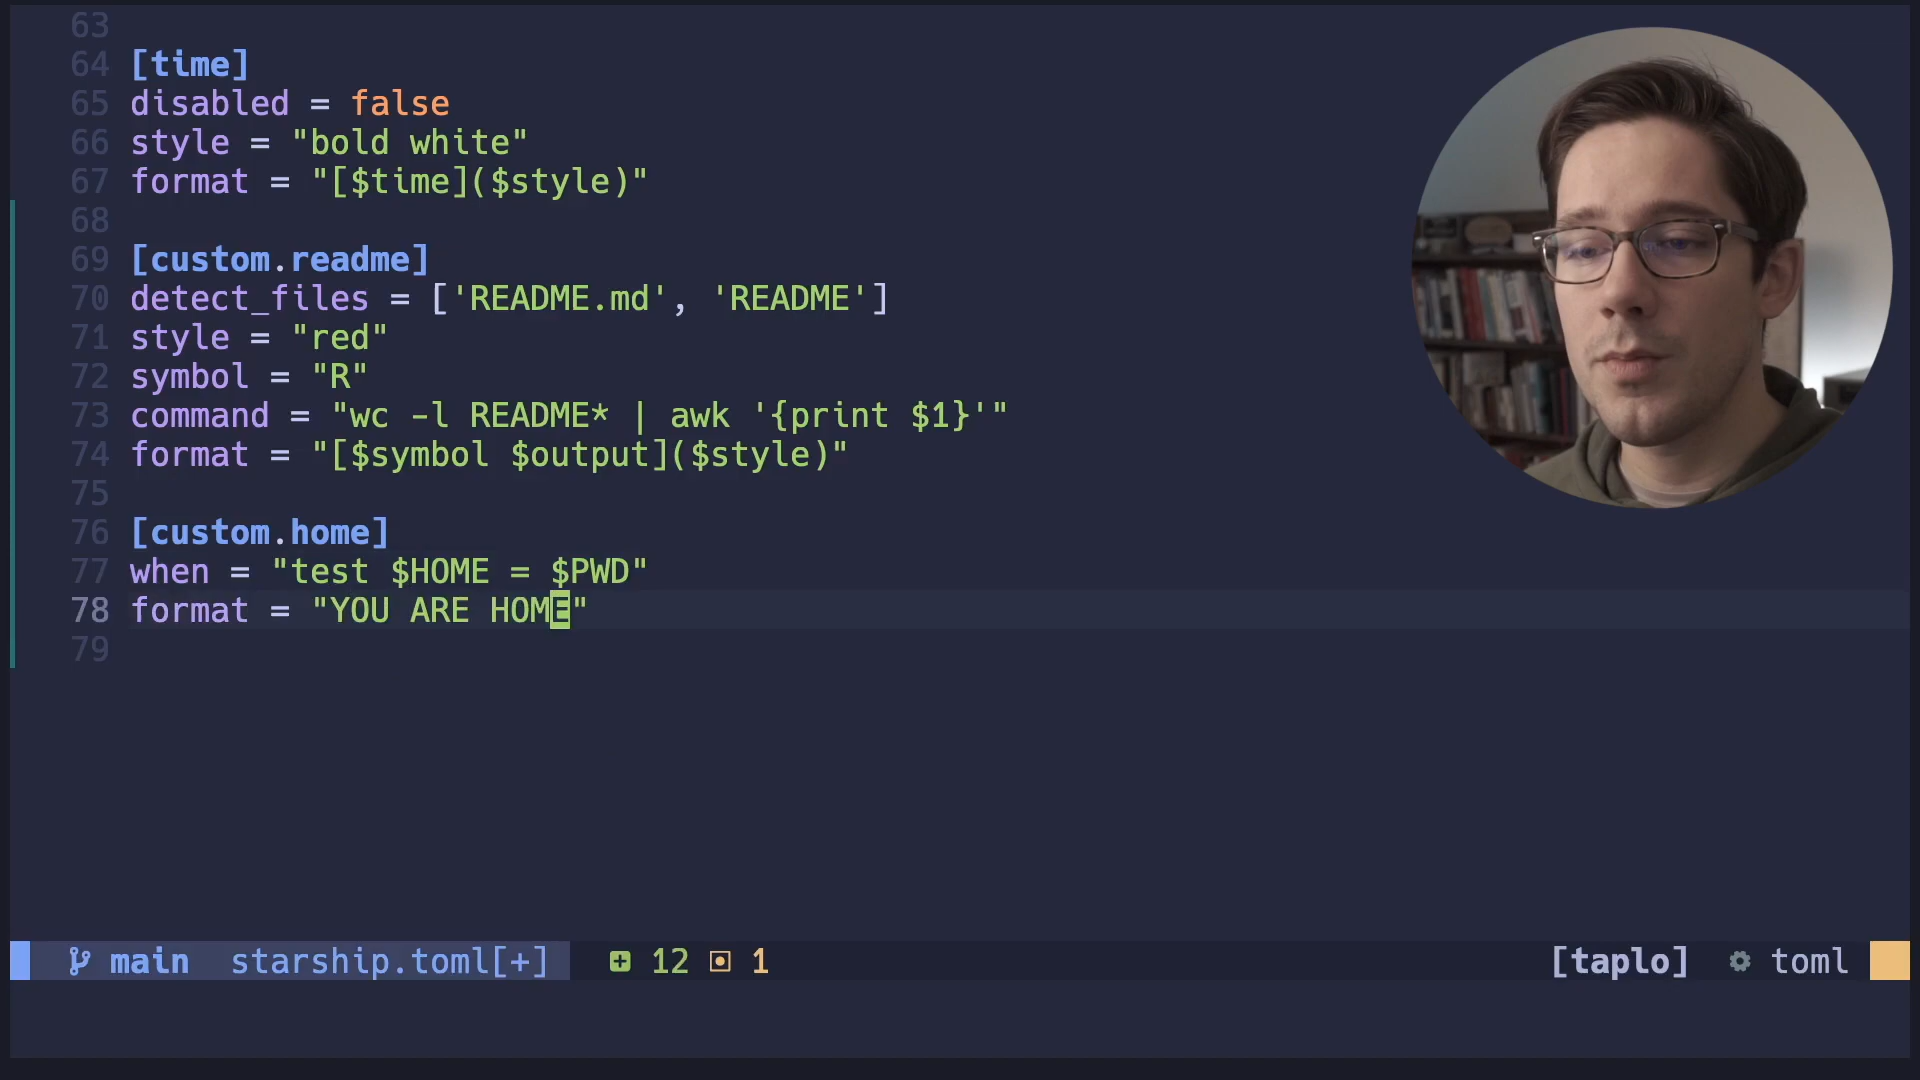 63
64 [time]
65 disabled = false
66 style = "bold white"
67 format = "[$time]($style)"
68
69 [custom.readme]
70 detect_files = ['README.md', 'README']
71 style = "red"
72 symbol = "R"
73 command = "wc -l README* | awk '{print $1}'"
74 format = "[$symbol $output]($style)"
75
76 [custom.home]
77 when = "test $HOME = $PWD"
78 format = "YOU ARE HOME"
79
main starship.toml[+] 12 1 [taplo] toml